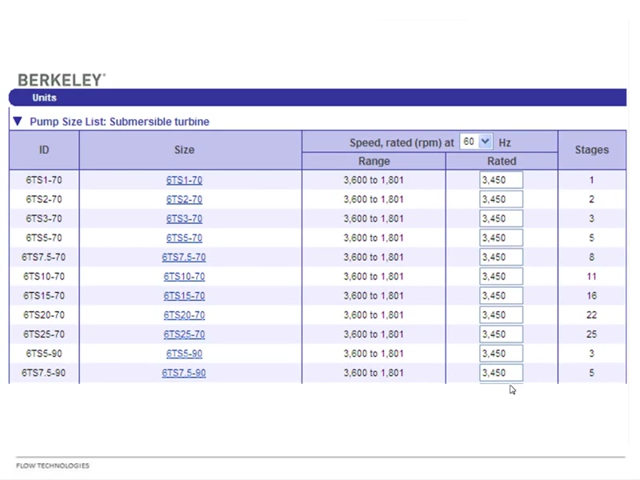 BERKELEY®
Units
Pump Size List: Submersible turbine
ID Size Speed, rated (rpm) at 60 Hz Stages
Range Rated
6TS1-70 6TS1-70 3,600 to 1,801 3,450 1
6TS2-70 6TS2-70 3,600 to 1,801 3,450 2
6TS3-70 6TS3-70 3,600 to 1,801 3,450 3
6TS5-70 6TS5-70 3,600 to 1,801 3,450 5
6TS7.5-70 6TS7.5-70 3,600 to 1,801 3,450 8
6TS10-70 6TS10-70 3,600 to 1,801 3,450 11
6TS15-70 6TS15-70 3,600 to 1,801 3,450 16
6TS20-70 6TS20-70 3,600 to 1,801 3,450 22
6TS25-70 6TS25-70 3,600 to 1,801 3,450 25
6TS5-90 6TS5-90 3,600 to 1,801 3,450 3
6TS7.5-90 6TS7.5-90 3,600 to 1,801 3,450 5
FLOW TECHNOLOGIES